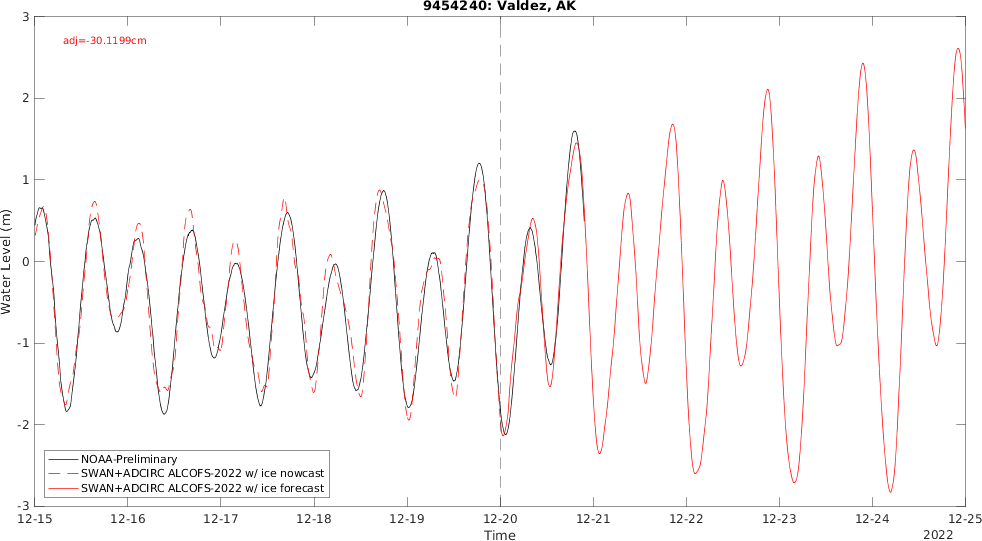 9454240: Valdez, AK
adj=-30.1199cm
3
2
1
0
-1
-2
-3
Water Level (m)
NOAA-Preliminary
SWAN+ADCIRC ALCOFS-2022 w/ ice nowcast
SWAN+ADCIRC ALCOFS-2022 w/ ice forecast
12-15 12-16 12-17 12-18 12-19 12-20 12-21 12-22 12-23 12-24 12-25
Time
2022